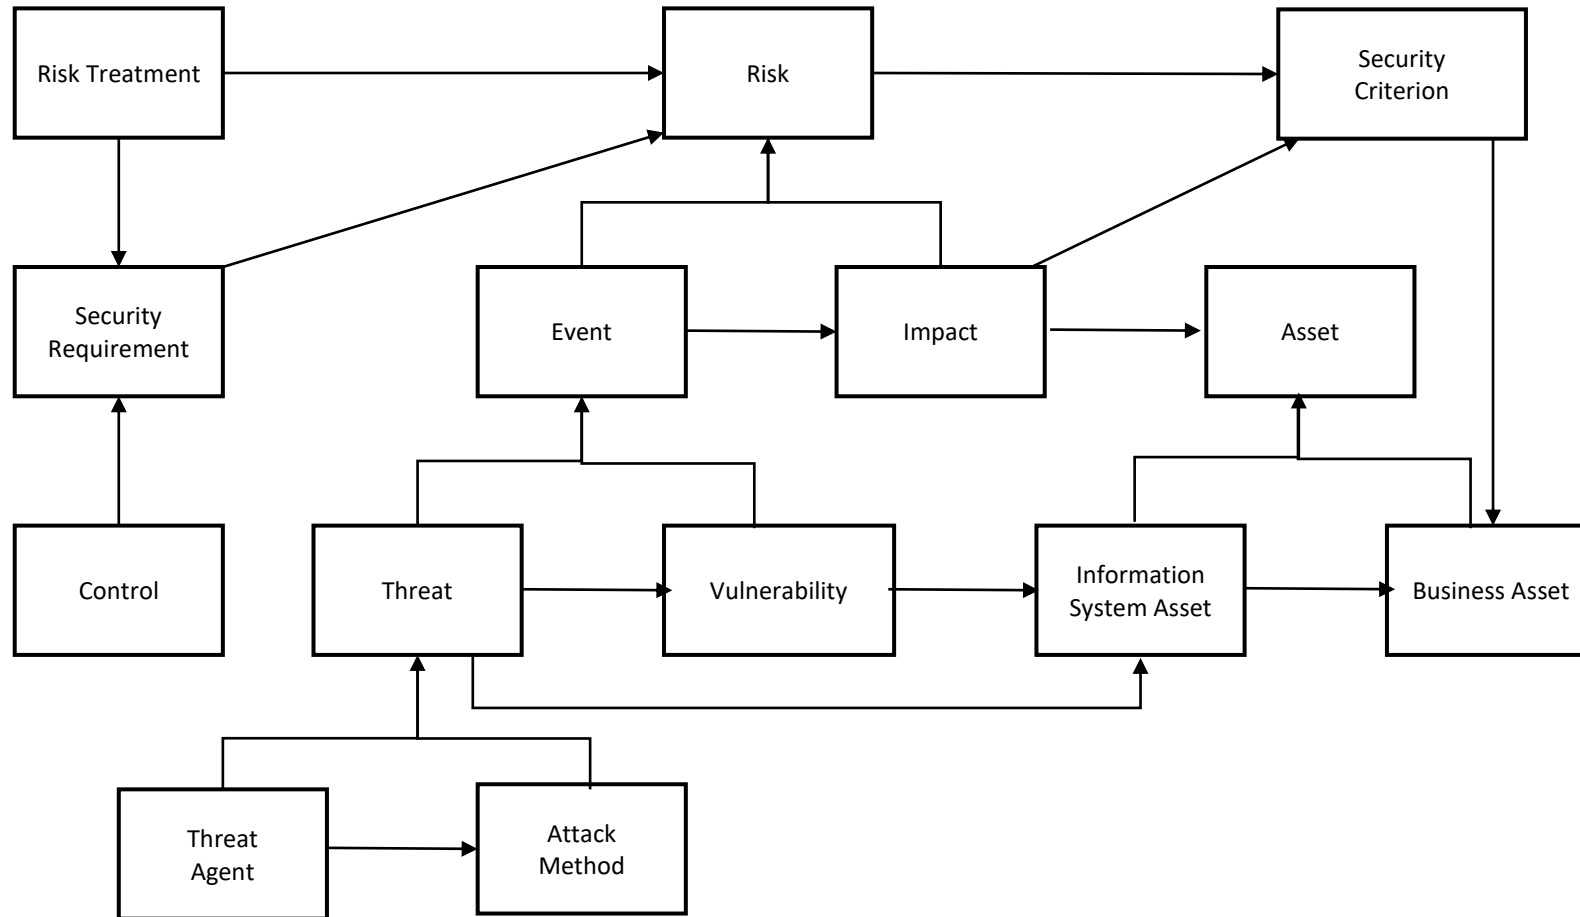 Risk Treatment
Risk
Security
Criterion
Security
Requirement
Event
Impact
Asset
Control
Threat
Vulnerability
Information
System Asset
Business Asset
Threat
Agent
Attack
Method